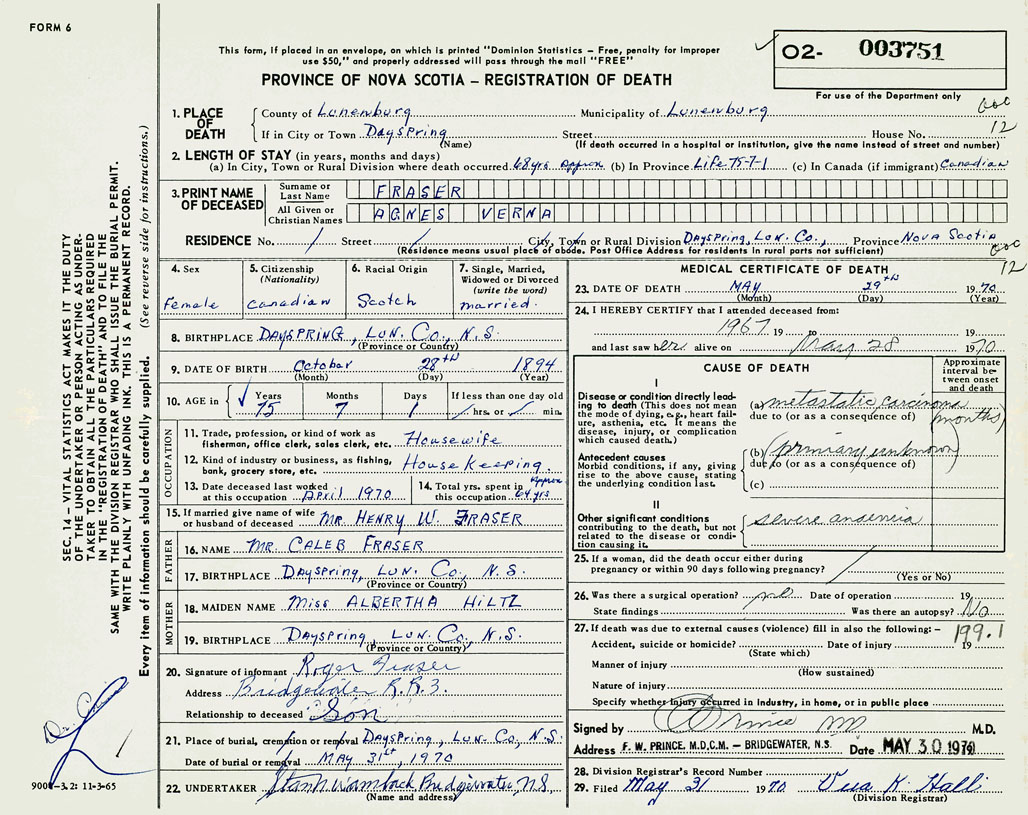 FORM 6
This form, if placed in an envelope, on which is printed "Dominion Statistics – Free, penalty for improper
use $50," and properly addressed will pass through the mail "FREE"
PROVINCE OF NOVA SCOTIA – REGISTRATION OF DEATH
02- 003751
For use of the Department only
1. PLACE OF DEATH
County of Lunenburg Municipality of Lunenburg
12
If in City or Town Dayspring Street House No.
(Name) (If death occurred in a hospital or institution, give the name instead of street and number)
2. LENGTH OF STAY (in years, months and days)
(a) In City, Town or Rural Division where death occurred 68 yrs. Approx (b) In Province Life 75-7-1 (c) In Canada (if immigrant) Canadian
3. PRINT NAME OF DECEASED
Surname or Last Name FRASER
All Given or Christian Names AGNES VERNA
RESIDENCE No. / Street / City, Town or Rural Division Dayspring, Lun. Co., Province Nova Scotia
(Residence means usual place of abode. Post Office Address for residents in rural parts not sufficient)
12
4. Sex
Female
5. Citizenship (Nationality)
Canadian
6. Racial Origin
Scotch
7. Single, Married, Widowed or Divorced (write the word)
married.
8. BIRTHPLACE DAYSPRING, LUN. Co., N.S.
(Province or Country)
9. DATE OF BIRTH October 28th 1894
(Month) (Day) (Year)
10. AGE in Years 75 Months 7 Days 1 If less than one day old / hrs. or / min.
OCCUPATION
11. Trade, profession, or kind of work as fisherman, office clerk, sales clerk, etc. Housewife
12. Kind of industry or business, as fishing, bank, grocery store, etc. House Keeping.
13. Date deceased last worked at this occupation April 1970
14. Total yrs. spent in this occupation Approx 64 yrs
15. If married give name of wife or husband of deceased MR HENRY W. FRASER
FATHER
16. NAME MR. CALEB FRASER
17. BIRTHPLACE Dayspring, Lun. Co., N.S.
(Province or Country)
MOTHER
18. MAIDEN NAME Miss ALBERTHA HILTZ
19. BIRTHPLACE Dayspring, Lun. Co., N.S.
(Province or Country)
20. Signature of informant Roger Fraser
Address Bridgewater R.R.3.
Relationship to deceased Son
21. Place of burial, cremation or removal Dayspring, Lun. Co, N.S.
Date of burial or removal May 31st, 1970
22. UNDERTAKER Bridgewater, N.S.
(Name and address)
MEDICAL CERTIFICATE OF DEATH
23. DATE OF DEATH MAY 29th 1970
(Month) (Day) (Year)
24. I HEREBY CERTIFY that I attended deceased from:
1967 19 to 19
and last saw her alive on May 28 1970
CAUSE OF DEATH
Approximate interval between onset and death
I
Disease or condition directly leading to death (This does not mean the mode of dying, e.g., heart failure, asthenia, etc. It means the disease, injury, or complication which caused death.)
(a) metastatic carcinoma months
due to (or as a consequence of)
Antecedent causes
Morbid conditions, if any, giving rise to the above cause, stating the underlying condition last.
(b) (primary unknown)
due to (or as a consequence of)
(c)
II
Other significant conditions contributing to the death, but not related to the disease or condition causing it.
severe anaemia
25. If a woman, did the death occur either during pregnancy or within 90 days following pregnancy?
(Yes or No)
26. Was there a surgical operation? no Date of operation 19
State findings Was there an autopsy? No
27. If death was due to external causes (violence) fill in also the following: – 199.1
Accident, suicide or homicide? Date of injury 19
(State which)
Manner of injury
(How sustained)
Nature of injury
Specify whether injury occurred in industry, in home, or in public place
Signed by Prince MD M.D.
Address F. W. PRINCE, M.D.C.M. – BRIDGEWATER, N.S. Date MAY 30 1970
28. Division Registrar's Record Number
29. Filed May 31 1970 K Hall
(Division Registrar)
SEC. 14 – VITAL STATISTICS ACT MAKES IT THE DUTY
OF THE UNDERTAKER OR PERSON ACTING AS UNDER-
TAKER TO OBTAIN ALL THE PARTICULARS REQUIRED
IN THE "REGISTRATION OF DEATH" AND TO FILE THE
SAME WITH THE DIVISION REGISTRAR WHO SHALL ISSUE THE BURIAL PERMIT.
WRITE PLAINLY WITH UNFADING INK. THIS IS A PERMANENT RECORD.
Every item of information should be carefully supplied. (See reverse side for instructions.)
3.2: 11-3-65